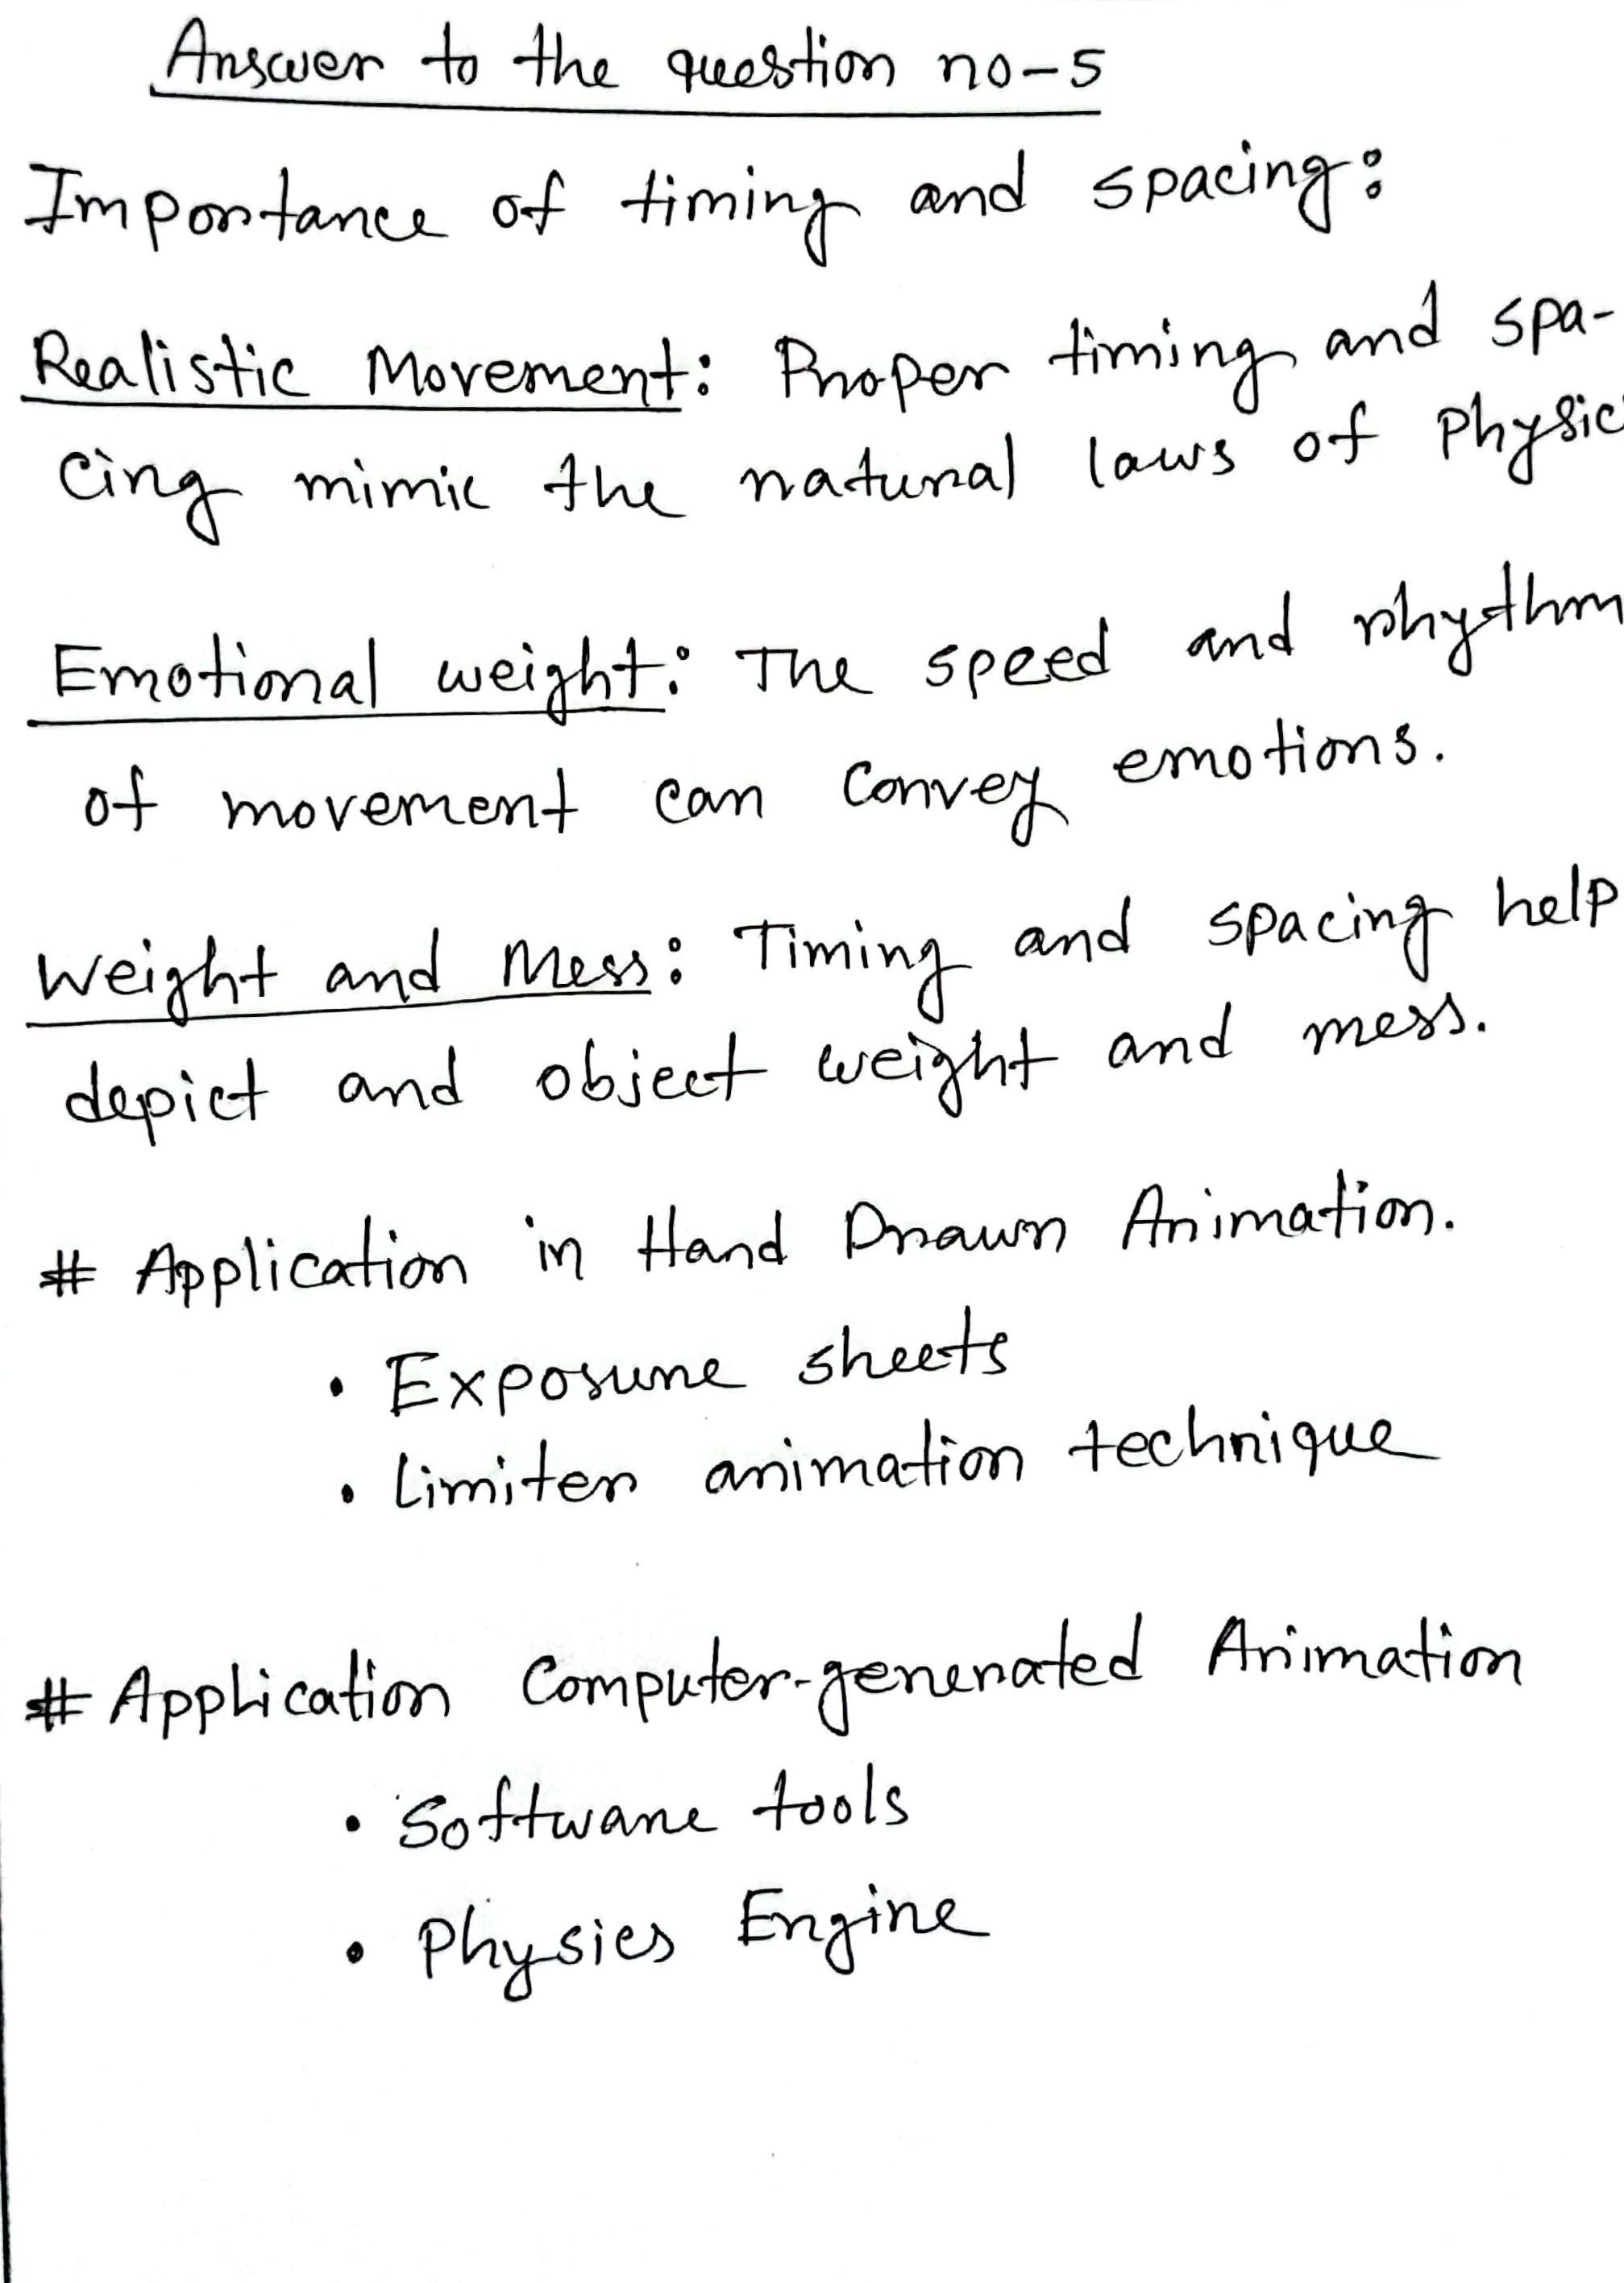 Answer to the question no-5
Importance of timing and spacing:
Realistic Movement: Proper timing and spa-
cing mimic the natural laws of physic
Emotional weight: The speed and rhythm
of movement can convey emotions.
Weight and Mess: Timing and spacing help
depict and object weight and mess.
# Application in Hand Drawn Animation.
• Exposure sheets
• Limiter animation technique
# Application Computer-generated Animation
• Software tools
• Physics Engine